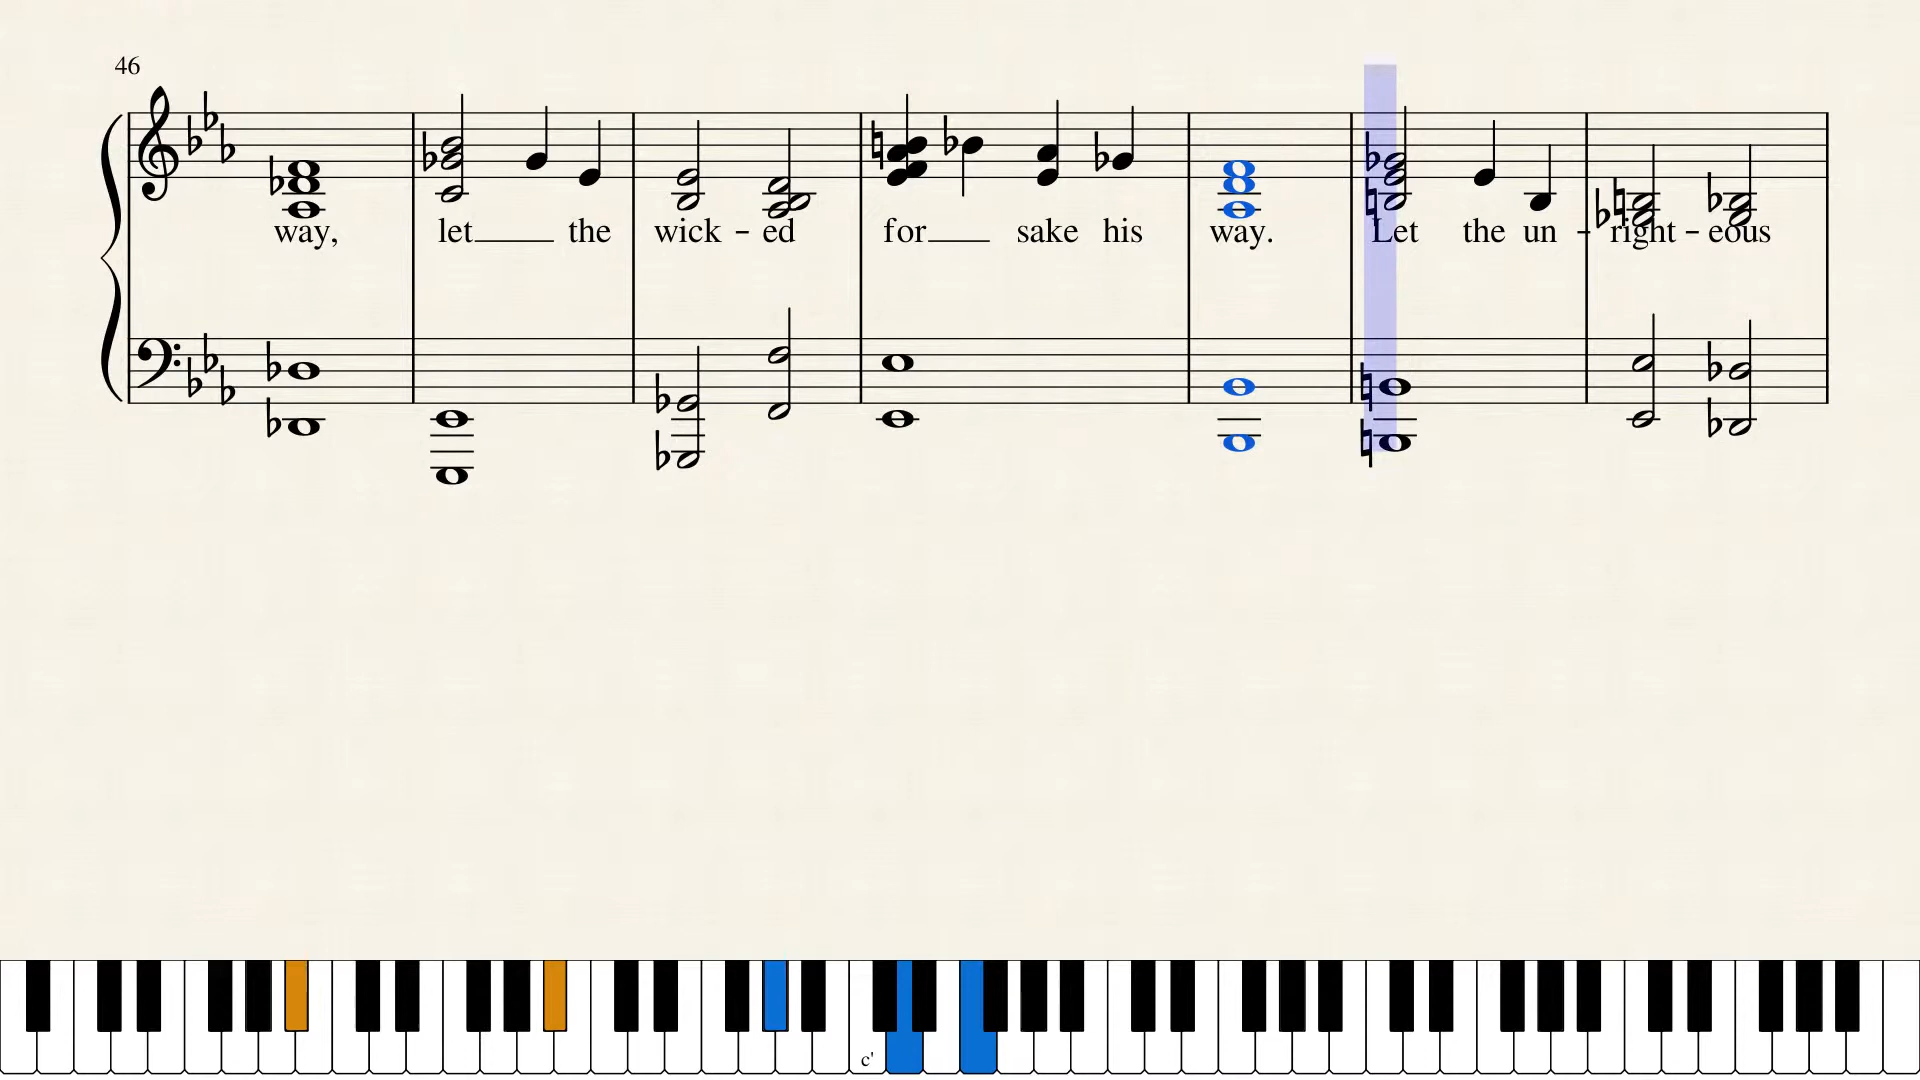 46
way, let the wick - ed for sake his way. Let the un - right - eous
c'